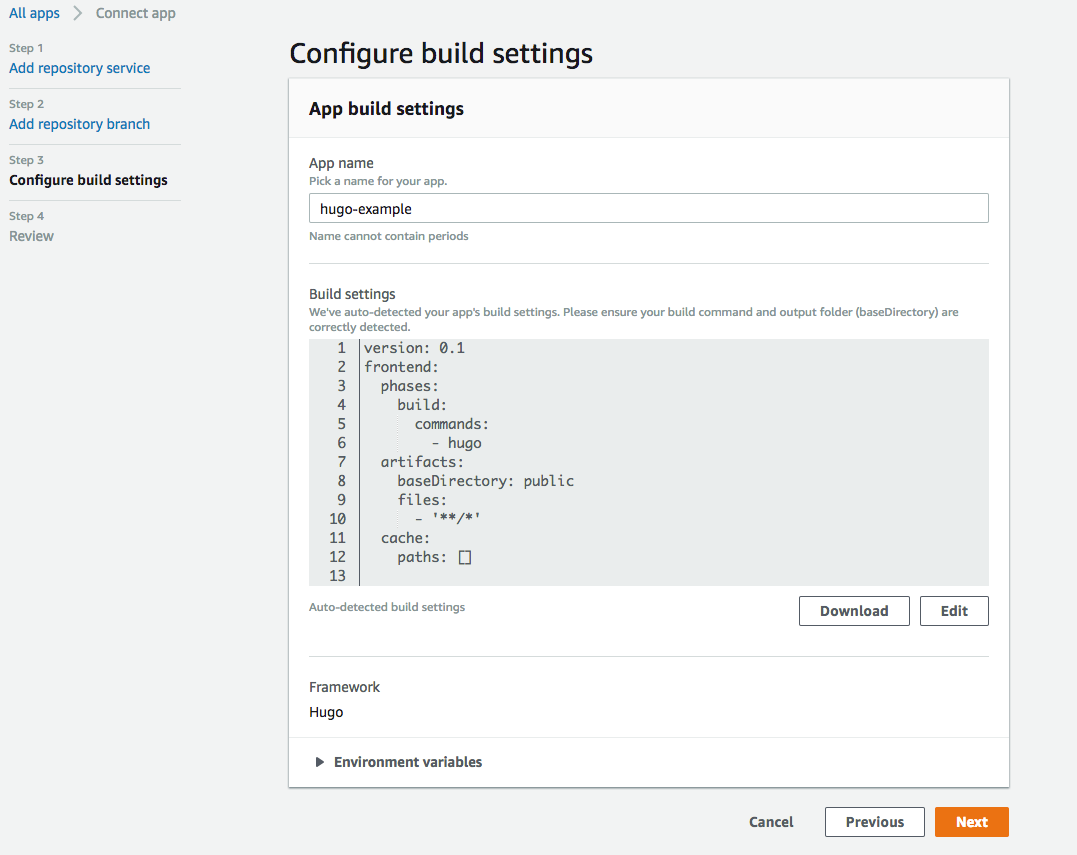 All apps > Connect app
Step 1
Add repository service
Step 2
Add repository branch
Step 3
Configure build settings
Step 4
Review
Configure build settings
App build settings
App name
Pick a name for your app.
hugo-example
Name cannot contain periods
Build settings
We've auto-detected your app's build settings. Please ensure your build command and output folder (baseDirectory) are
correctly detected.
1 version: 0.1
2 frontend:
3   phases:
4     build:
5       commands:
6         - hugo
7   artifacts:
8     baseDirectory: public
9     files:
10       - '**/*'
11   cache:
12     paths: []
13
Auto-detected build settings
Download Edit
Framework
Hugo
Environment variables
Cancel Previous Next